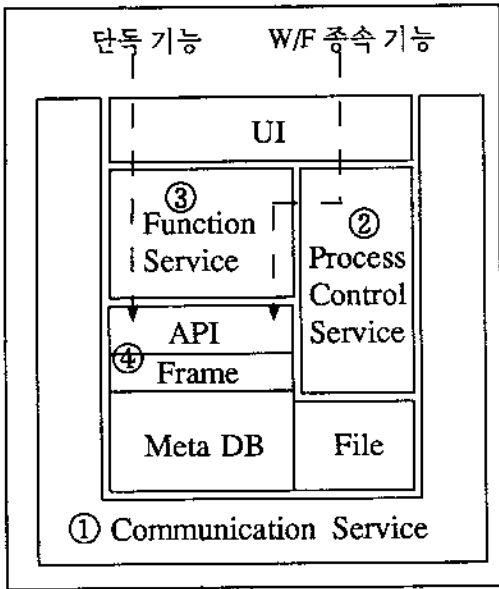 단독 기능
W/F 종속 기능
UI
③
Function
Service
②
Process
Control
Service
API
④
Frame
Meta DB
File
① Communication Service